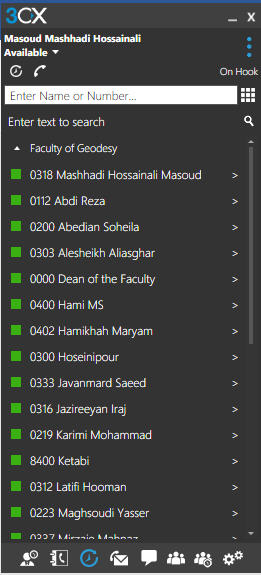 3CX
Masoud Mashhadi Hossainali
Available
On Hook
Enter Name or Number...
Enter text to search
Faculty of Geodesy
0318 Mashhadi Hossainali Masoud >
0112 Abdi Reza >
0200 Abedian Soheila >
0303 Alesheikh Aliasghar >
0000 Dean of the Faculty >
0400 Hami MS >
0402 Hamikhah Maryam >
0300 Hoseinipour >
0333 Javanmard Saeed >
0316 Jazireeyan Iraj >
0219 Karimi Mohammad >
8400 Ketabi >
0312 Latifi Hooman >
0223 Maghsoudi Yasser >
0337 Mirzaie Mahnaz >